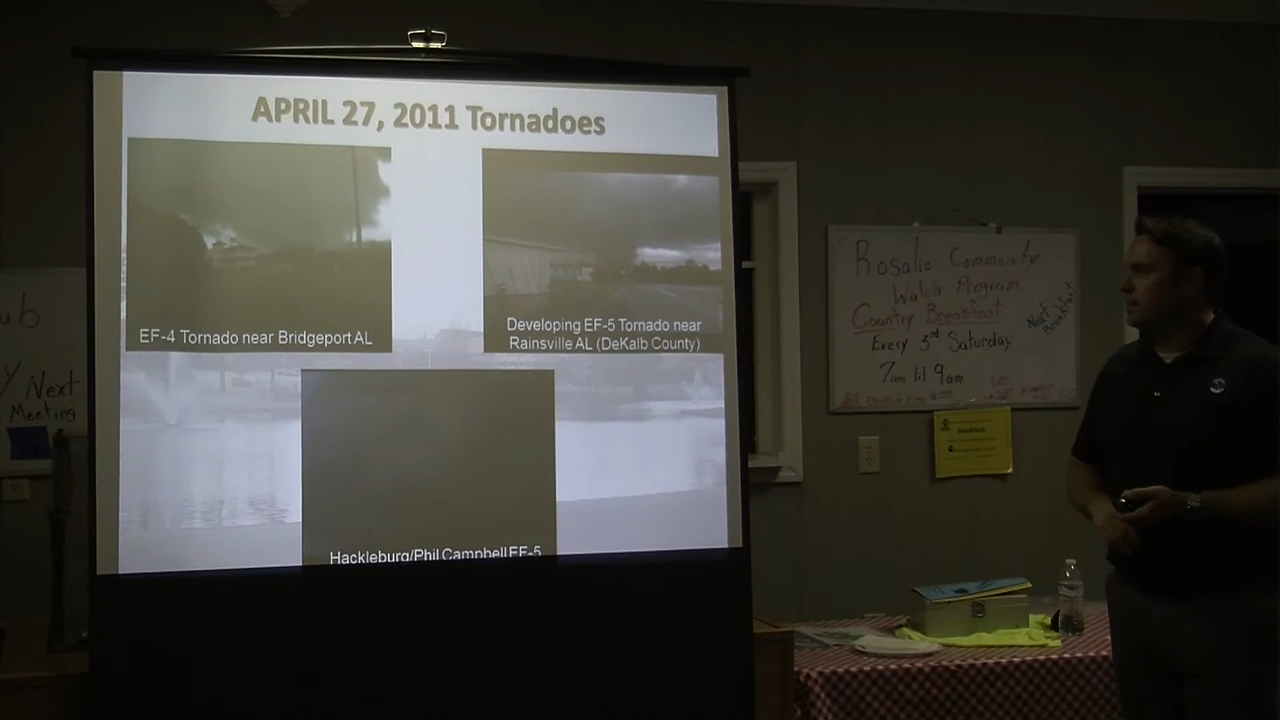 APRIL 27, 2011 Tornadoes
EF-4 Tornado near Bridgeport AL
Developing EF-5 Tornado near
Rainsville AL (DeKalb County)
Hackleburg/Phil Campbell EF-5
Rosalie Community
Watch Program
Country Breakfast
Every 3rd Saturday
7am til 9am
Next
Breakfast
ub
y Next
Meeting
Breakfast